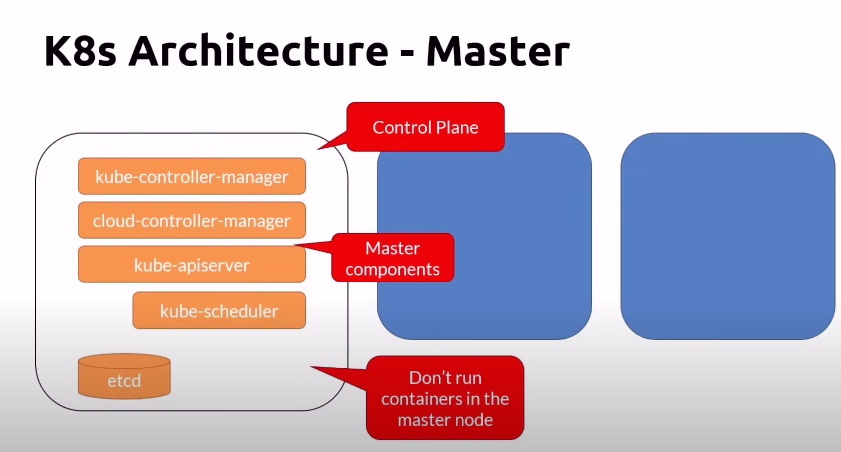 K8s Architecture - Master
Control Plane
kube-controller-manager
cloud-controller-manager
kube-apiserver
Master
components
kube-scheduler
etcd
Don't run
containers in the
master node